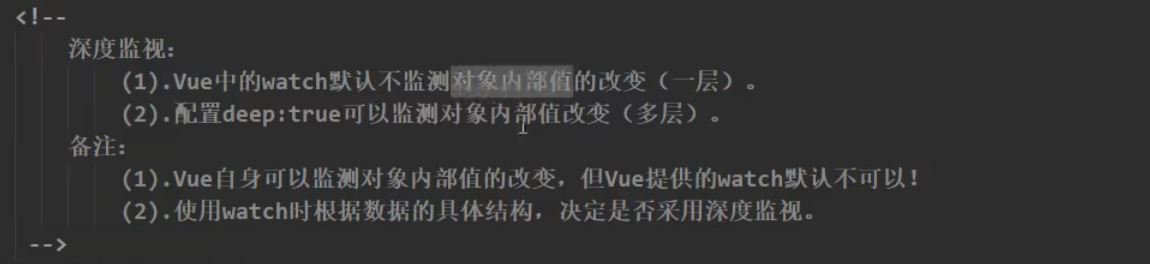 <!--
深度监视：
(1).Vue中的watch默认不监测对象内部值的改变（一层）。
(2).配置deep:true可以监测对象内部值改变（多层）。
备注：
(1).Vue自身可以监测对象内部值的改变，但Vue提供的watch默认不可以！
(2).使用watch时根据数据的具体结构，决定是否采用深度监视。
-->